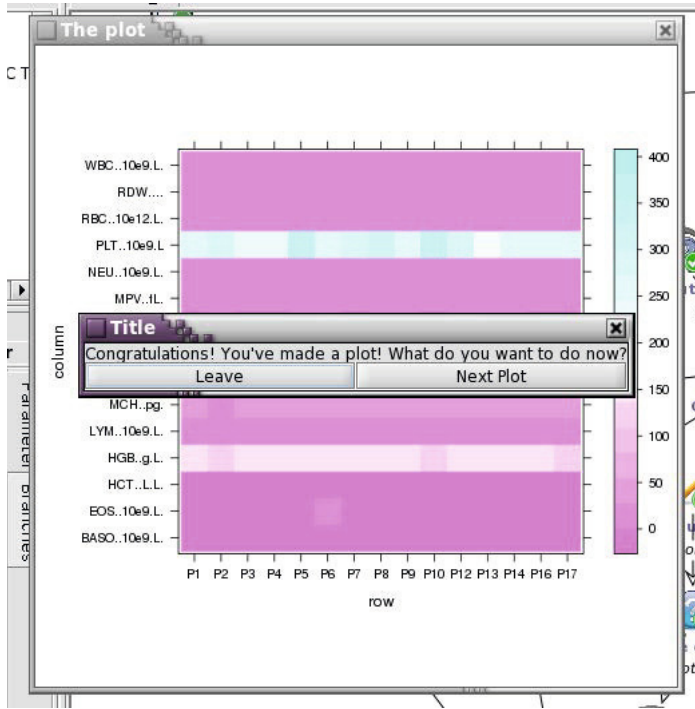 The plot
C T
WBC..10e9.L.
RDW....
RBC..10e12.L.
PLT..10e9.L
NEU..10e9.L.
MPV..fL.
MCH..pg.
LYM..10e9.L.
HGB..g.L.
HCT..L.L.
EOS..10e9.L.
BASO..10e9.L.
column
P1 P2 P3 P4 P5 P6 P7 P8 P9 P10 P12 P13 P14 P16 P17
row
400
350
300
250
200
150
100
50
0
Title
Congratulations! You've made a plot! What do you want to do now?
Leave Next Plot
Branches